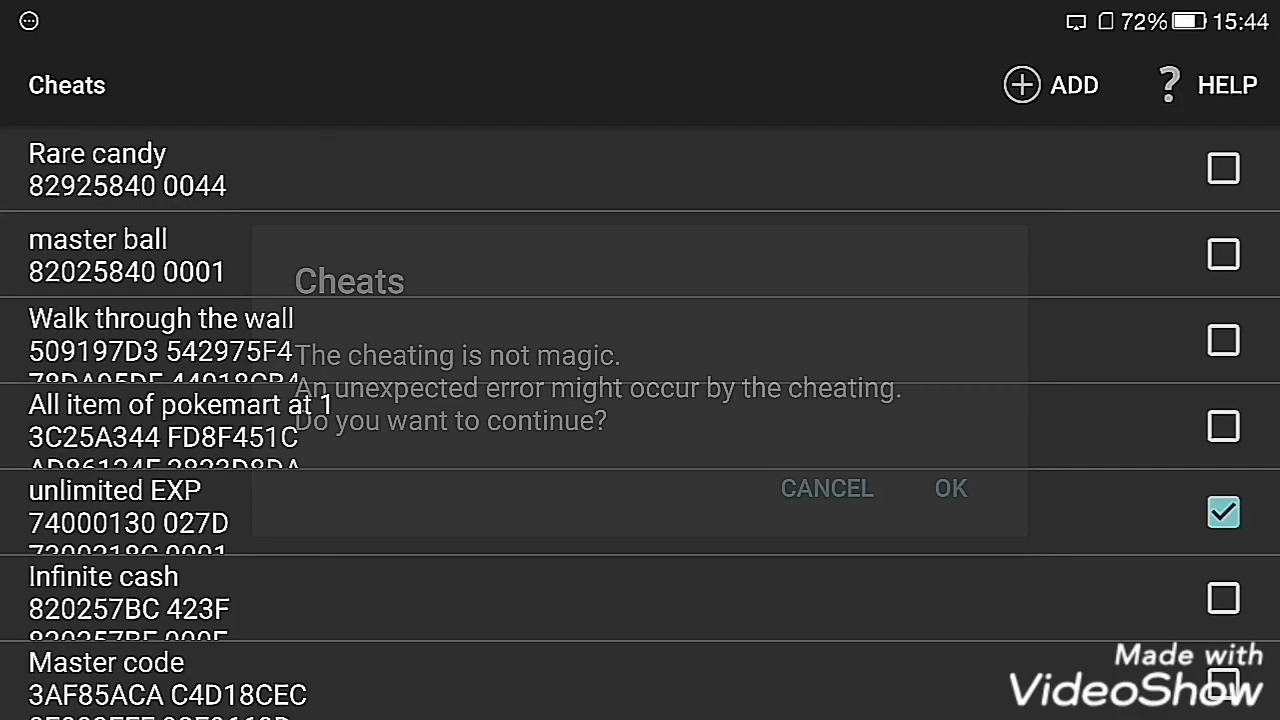 72% 15:44
Cheats
ADD
HELP
Rare candy
82925840 0044
master ball
82025840 0001
Walk through the wall
509197D3 542975F4
78DA95DF 44018CB4
All item of pokemart at 1
3C25A344 FD8F451C
unlimited EXP
74000130 027D
Infinite cash
820257BC 423F
Master code
3AF85ACA C4D18CEC
Cheats
The cheating is not magic.
An unexpected error might occur by the cheating.
Do you want to continue?
CANCEL
OK
Made with
VideoShow